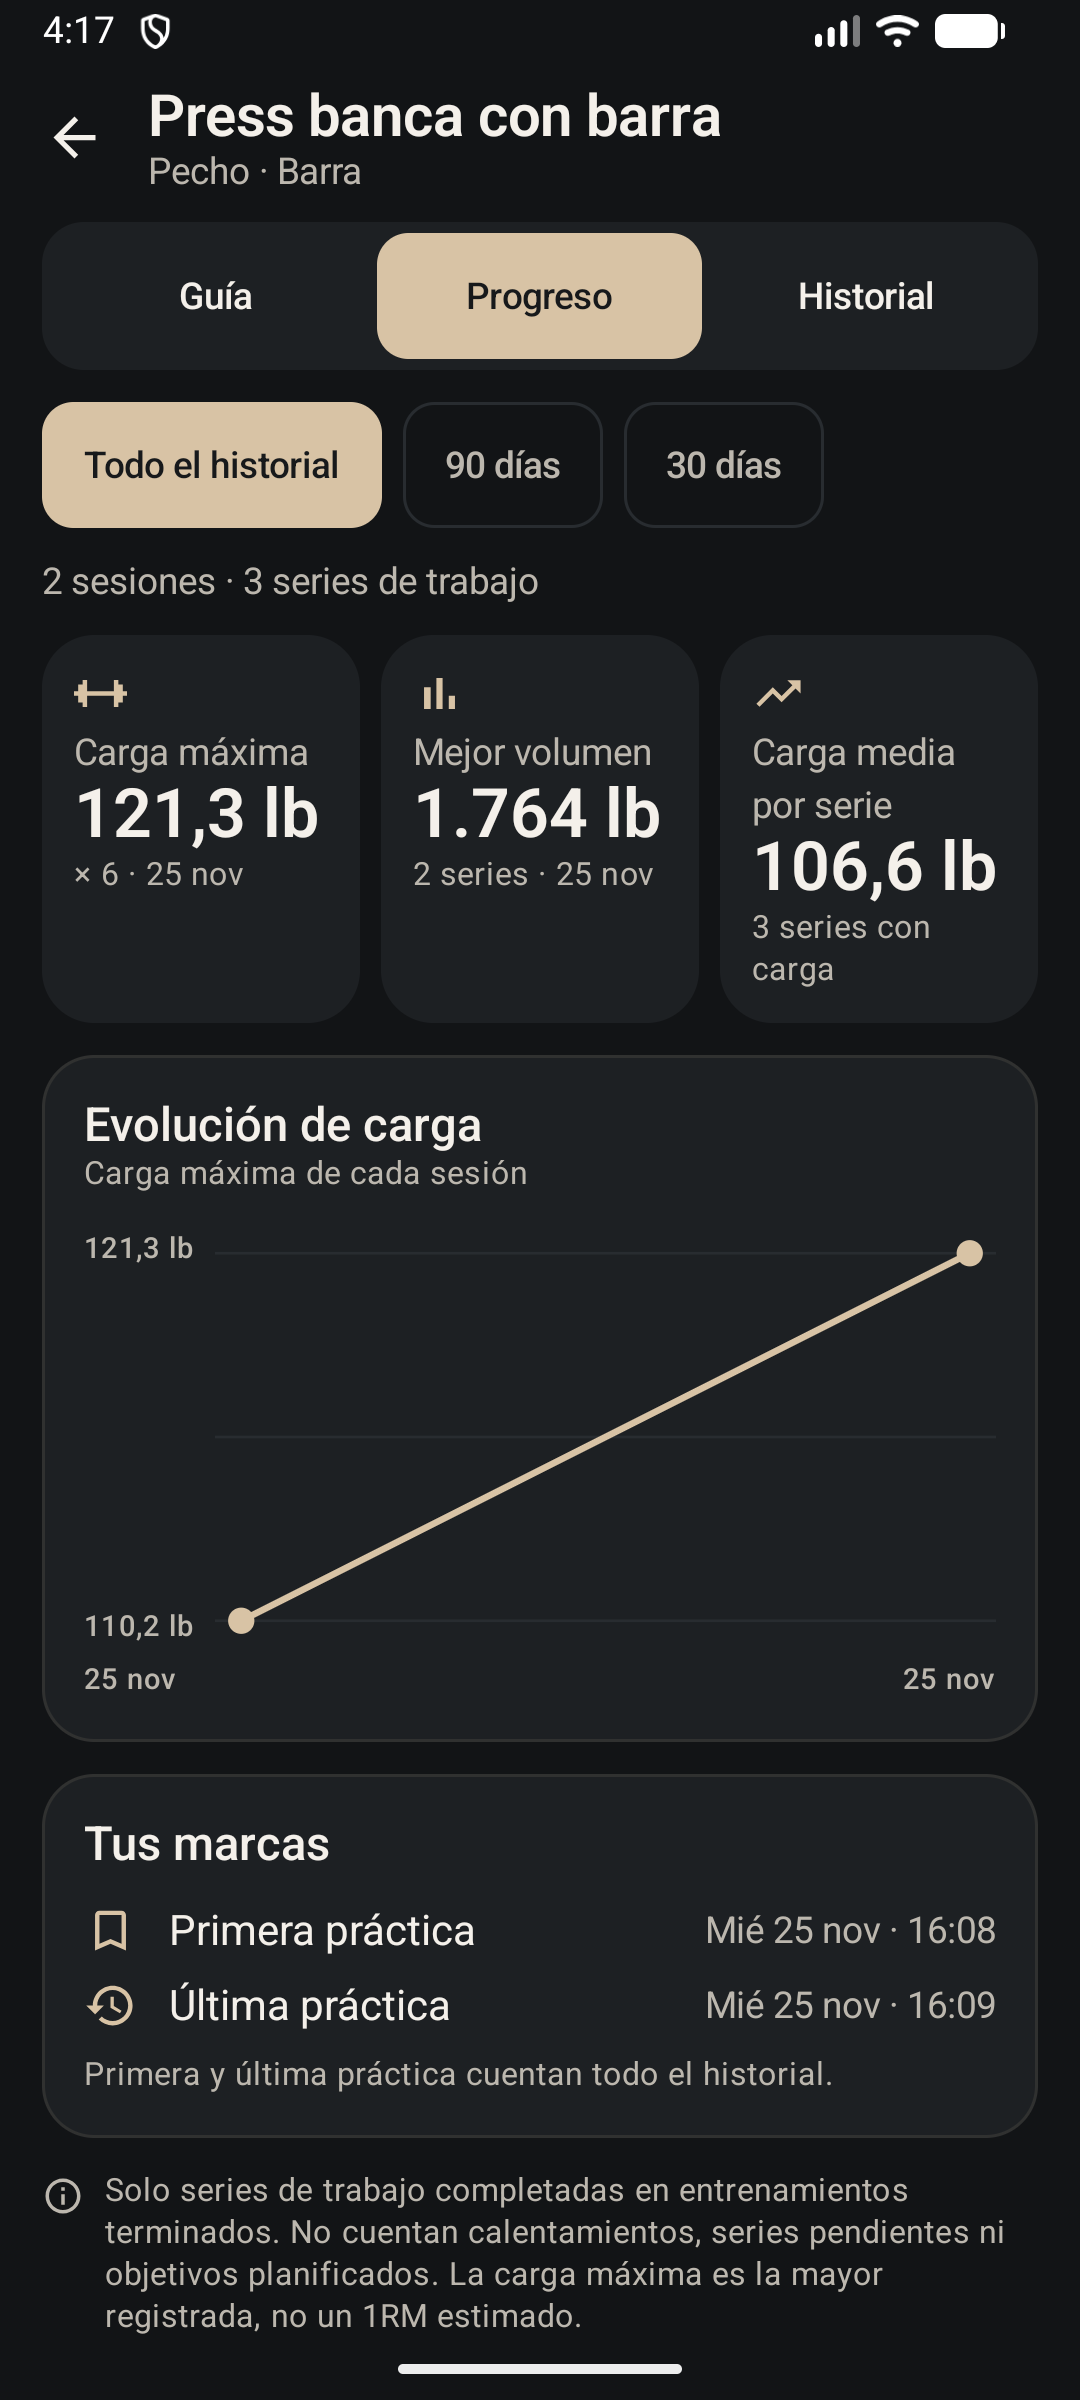 4:17
Press banca con barra
Pecho · Barra
Guía
Progreso
Historial
Todo el historial
90 días
30 días
2 sesiones · 3 series de trabajo
Carga máxima
121,3 lb
× 6 · 25 nov
Mejor volumen
1.764 lb
2 series · 25 nov
Carga media
por serie
106,6 lb
3 series con
carga
Evolución de carga
Carga máxima de cada sesión
121,3 lb
110,2 lb
25 nov
25 nov
Tus marcas
Primera práctica
Mié 25 nov · 16:08
Última práctica
Mié 25 nov · 16:09
Primera y última práctica cuentan todo el historial.
Solo series de trabajo completadas en entrenamientos
terminados. No cuentan calentamientos, series pendientes ni
objetivos planificados. La carga máxima es la mayor
registrada, no un 1RM estimado.